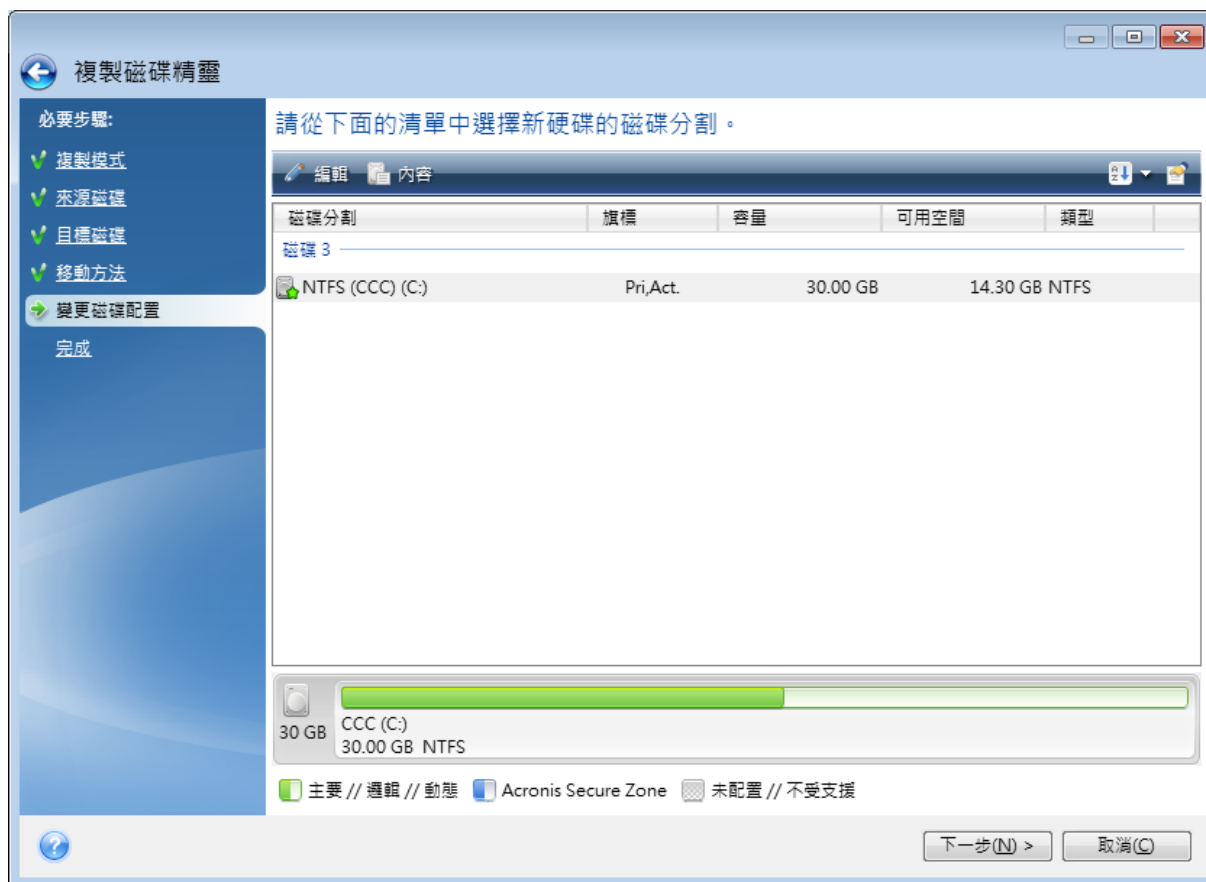 複製磁碟精靈
必要步驟:
複製模式
來源磁碟
目標磁碟
移動方法
變更磁碟配置
完成
請從下面的清單中選擇新硬碟的磁碟分割。
編輯 內容
磁碟分割 旗標 容量 可用空間 類型
磁碟 3
NTFS (CCC) (C:) Pri,Act. 30.00 GB 14.30 GB NTFS
30 GB
CCC (C:)
30.00 GB NTFS
主要 // 邏輯 // 動態 Acronis Secure Zone 未配置 // 不受支援
下一步(N) > 取消(C)